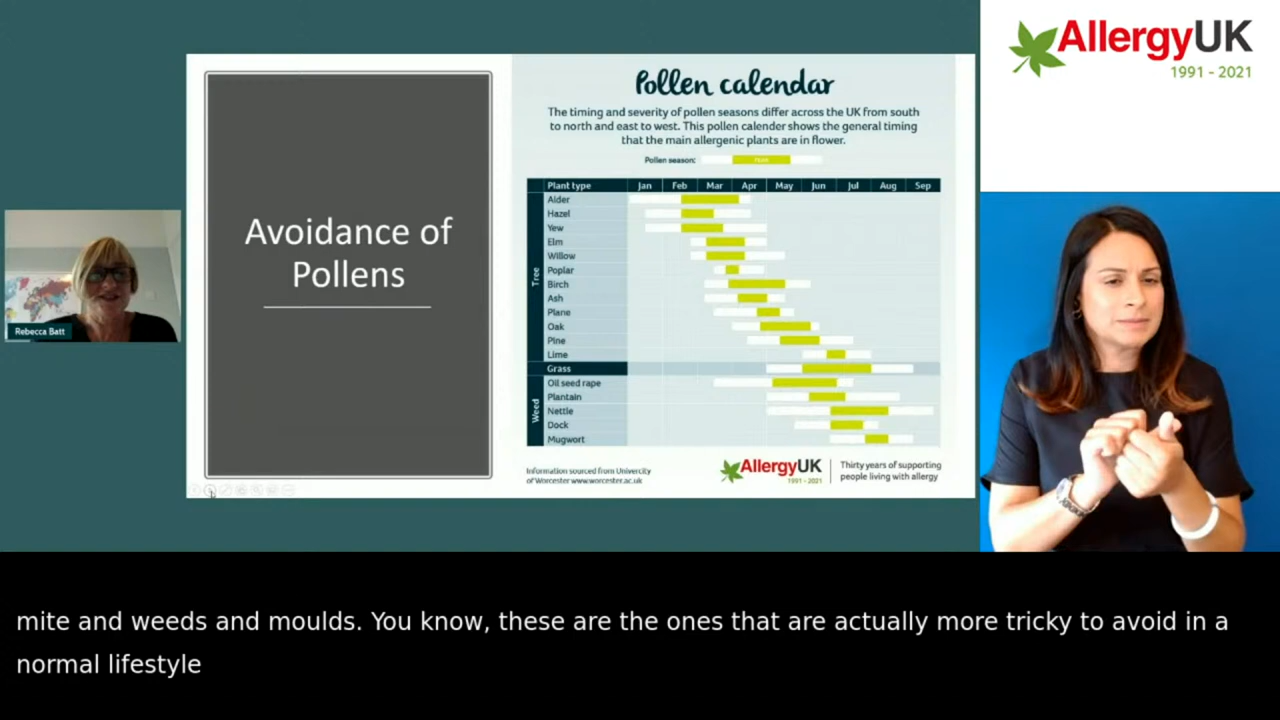 AllergyUK
1991 - 2021
Avoidance of
Pollens
Pollen calendar
The timing and severity of pollen seasons differ across the UK from south
to north and east to west. This pollen calender shows the general timing
that the main allergenic plants are in flower.
Pollen season:
Plant type Jan Feb Mar Apr May Jun Jul Aug Sep
Tree
Alder
Hazel
Yew
Elm
Willow
Poplar
Birch
Ash
Plane
Oak
Pine
Lime
Grass
Weed
Oil seed rape
Plantain
Nettle
Dock
Mugwort
Information sourced from Univercity
of Worcester www.worcester.ac.uk
AllergyUK
1991 - 2021
Thirty years of supporting
people living with allergy
Rebecca Batt
mite and weeds and moulds. You know, these are the ones that are actually more tricky to avoid in a
normal lifestyle